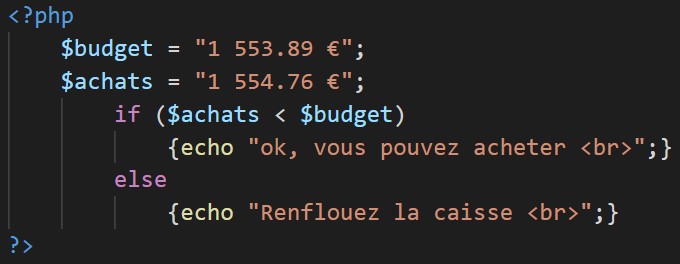 <?php
    $budget = "1 553.89 €";
    $achats = "1 554.76 €";
        if ($achats < $budget)
            {echo "ok, vous pouvez acheter <br>";}
        else
            {echo "Renflouez la caisse <br>";}
?>